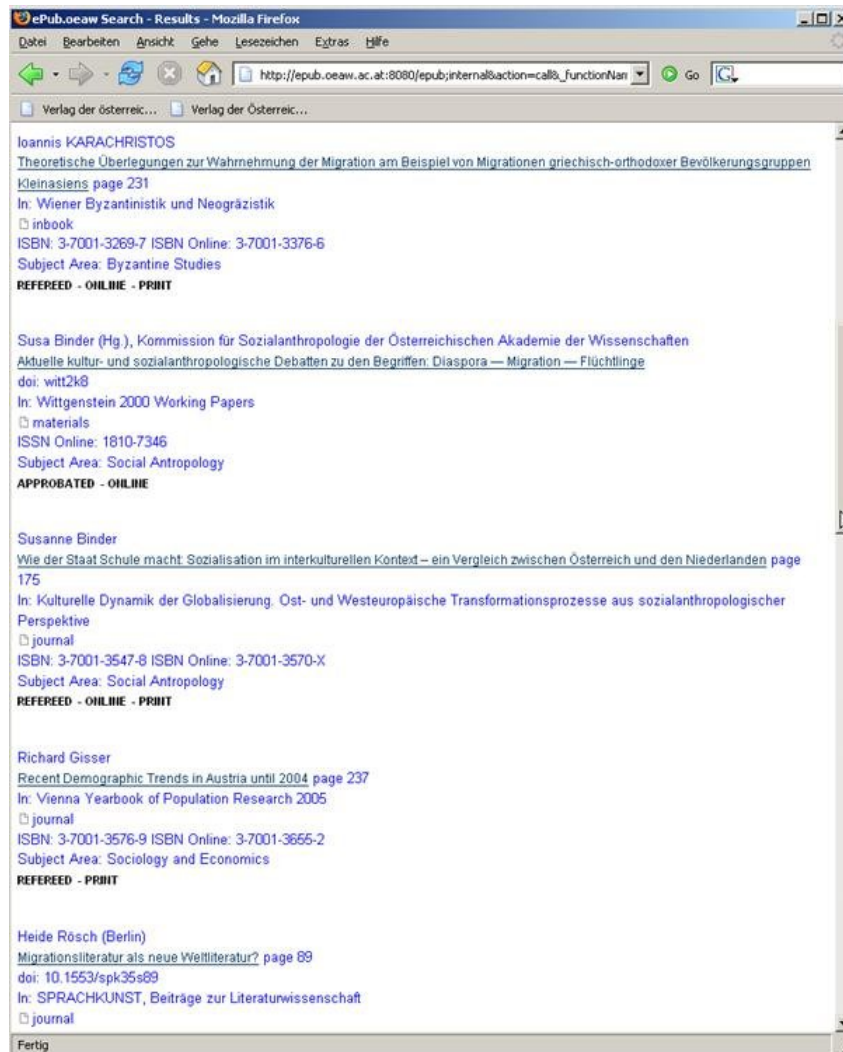 ePub.oeaw Search - Results - Mozilla Firefox
Datei Bearbeiten Ansicht Gehe Lesezeichen Extras Hilfe
http://epub.oeaw.ac.at:8080/epub;internal&action=call&_functionNam Go G
Verlag der österreic... Verlag der Österreic...
Ioannis KARACHRISTOS
Theoretische Überlegungen zur Wahrnehmung der Migration am Beispiel von Migrationen griechisch-orthodoxer Bevölkerungsgruppen
Kleinasiens page 231
In: Wiener Byzantinistik und Neogräzistik
inbook
ISBN: 3-7001-3269-7 ISBN Online: 3-7001-3376-6
Subject Area: Byzantine Studies
REFEREED - ONLINE - PRINT
Susa Binder (Hg.), Kommission für Sozialanthropologie der Österreichischen Akademie der Wissenschaften
Aktuelle kultur- und sozialanthropologische Debatten zu den Begriffen: Diaspora — Migration — Flüchtlinge
doi: witt2k8
In: Wittgenstein 2000 Working Papers
materials
ISSN Online: 1810-7346
Subject Area: Social Antropology
APPROBATED - ONLINE
Susanne Binder
Wie der Staat Schule macht: Sozialisation im interkulturellen Kontext – ein Vergleich zwischen Österreich und den Niederlanden page
175
In: Kulturelle Dynamik der Globalisierung. Ost- und Westeuropäische Transformationsprozesse aus sozialanthropologischer
Perspektive
journal
ISBN: 3-7001-3547-8 ISBN Online: 3-7001-3570-X
Subject Area: Social Antropology
REFEREED - ONLINE - PRINT
Richard Gisser
Recent Demographic Trends in Austria until 2004 page 237
In: Vienna Yearbook of Population Research 2005
journal
ISBN: 3-7001-3576-9 ISBN Online: 3-7001-3655-2
Subject Area: Sociology and Economics
REFEREED - PRINT
Heide Rösch (Berlin)
Migrationsliteratur als neue Weltliteratur? page 89
doi: 10.1553/spk35s89
In: SPRACHKUNST, Beiträge zur Literaturwissenschaft
journal
Fertig